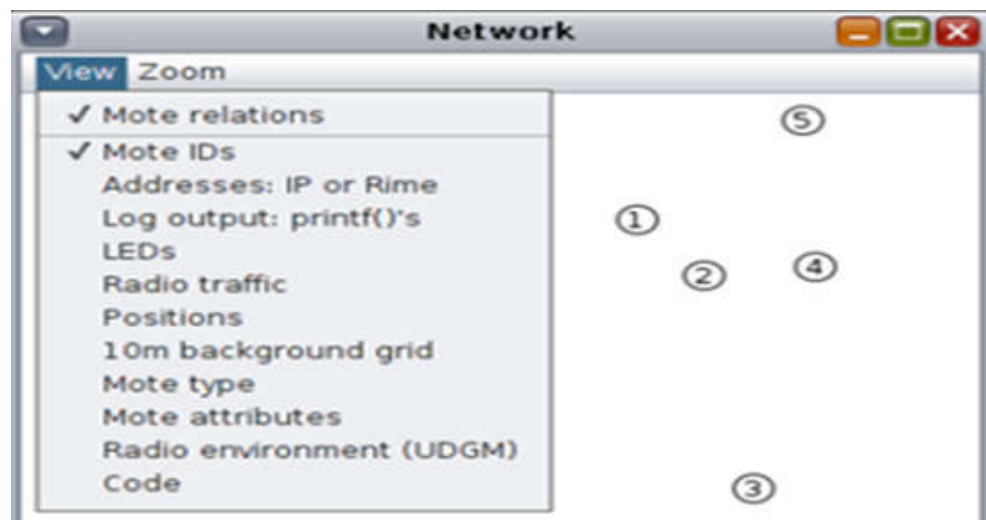 Network
View Zoom
✓ Mote relations
✓ Mote IDs
Addresses: IP or Rime
Log output: printf()'s
LEDs
Radio traffic
Positions
10m background grid
Mote type
Mote attributes
Radio environment (UDGM)
Code
5
1
2
4
3